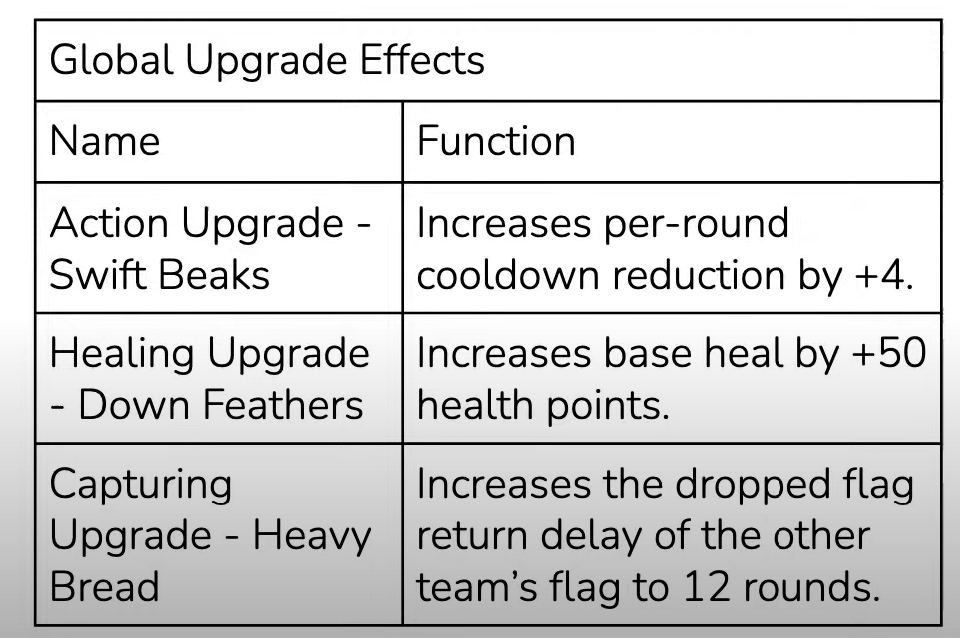 Global Upgrade Effects
Name
Function
Action Upgrade -
Swift Beaks
Increases per-round
cooldown reduction by +4.
Healing Upgrade
- Down Feathers
Increases base heal by +50
health points.
Capturing
Upgrade - Heavy
Bread
Increases the dropped flag
return delay of the other
team’s flag to 12 rounds.